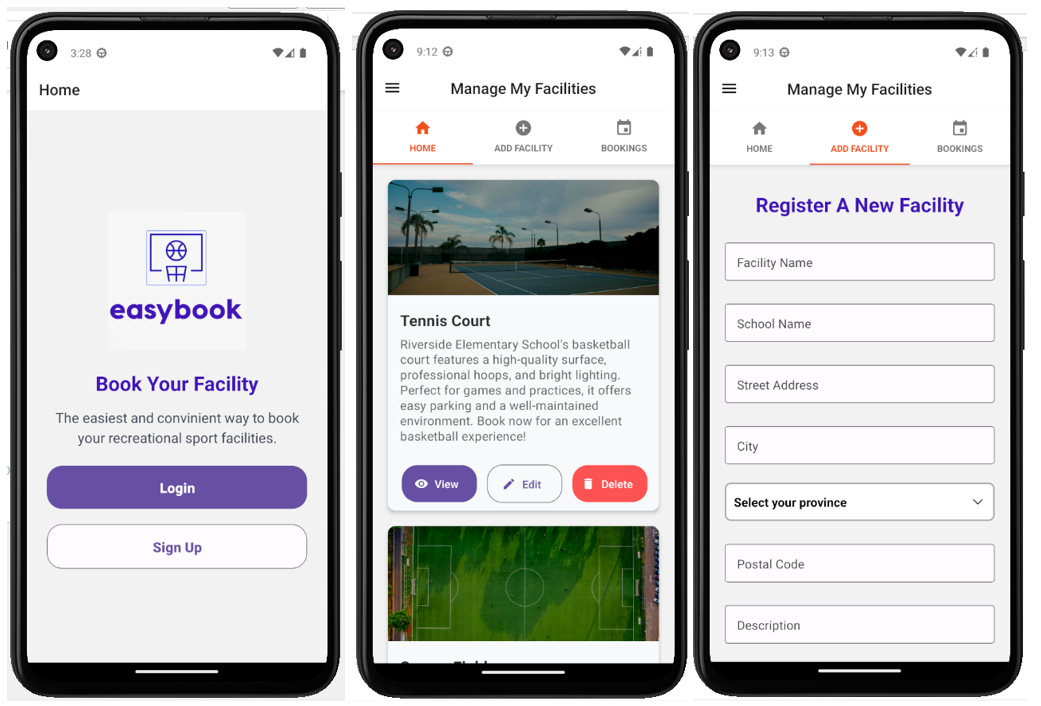 3:28
Home
easybook
Book Your Facility
The easiest and convinient way to book
your recreational sport facilities.
Login
Sign Up
9:12
Manage My Facilities
HOME
ADD FACILITY
BOOKINGS
Tennis Court
Riverside Elementary School's basketball
court features a high-quality surface,
professional hoops, and bright lighting.
Perfect for games and practices, it offers
easy parking and a well-maintained
environment. Book now for an excellent
basketball experience!
View
Edit
Delete
9:13
Manage My Facilities
HOME
ADD FACILITY
BOOKINGS
Register A New Facility
Facility Name
School Name
Street Address
City
Select your province
Postal Code
Description